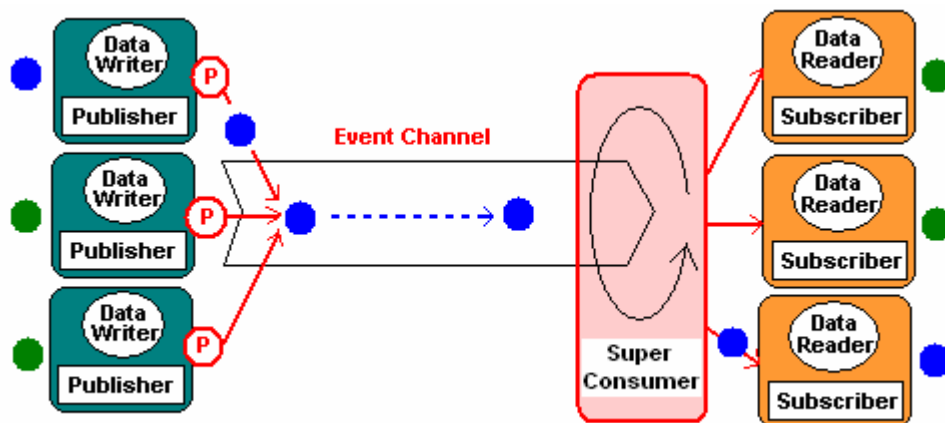 Data
Writer
P
Publisher
Data
Writer
P
Publisher
Data
Writer
P
Publisher
Event Channel
Super
Consumer
Data
Reader
Subscriber
Data
Reader
Subscriber
Data
Reader
Subscriber